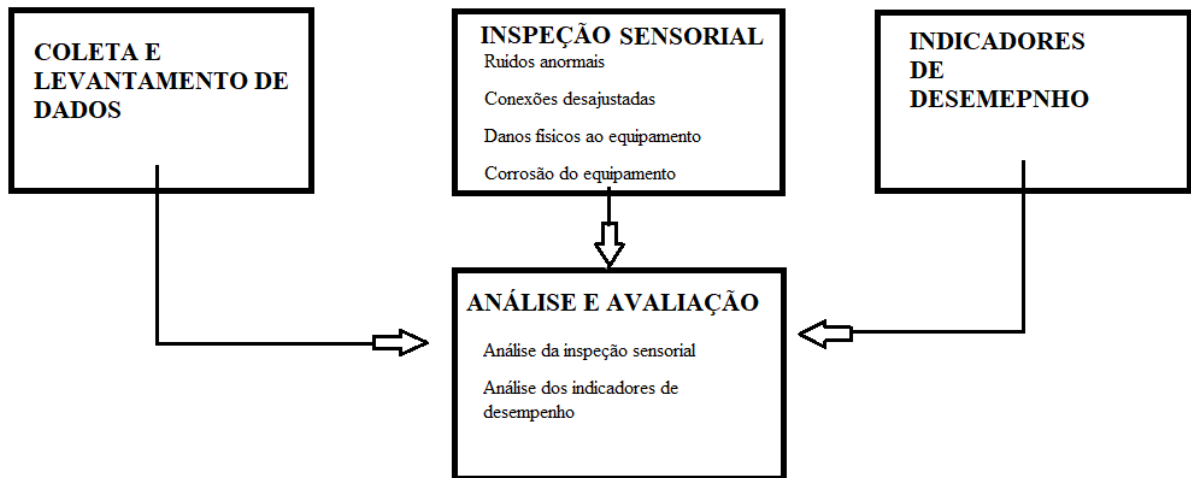 COLETA E
LEVANTAMENTO DE
DADOS
INSPEÇÃO SENSORIAL
Ruídos anormais
Conexões desajustadas
Danos físicos ao equipamento
Corrosão do equipamento
INDICADORES
DE
DESEMEPNHO
ANÁLISE E AVALIAÇÃO
Análise da inspeção sensorial
Análise dos indicadores de
desempenho